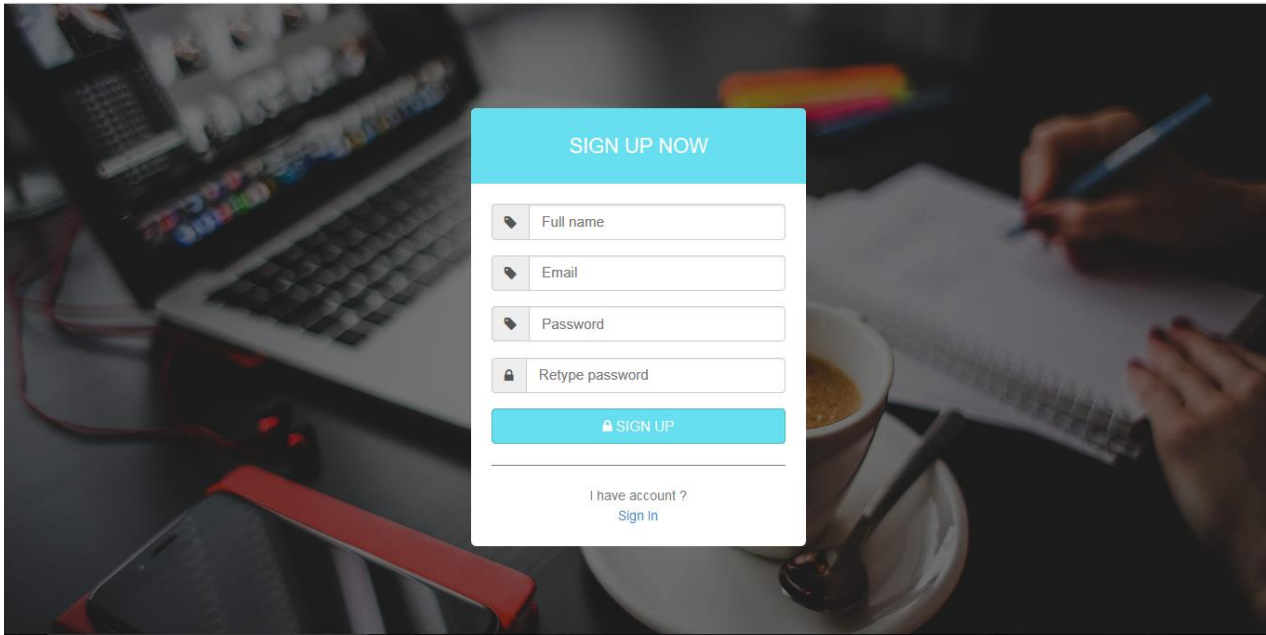 SIGN UP NOW
Full name
Email
Password
Retype password
SIGN UP
I have account ?
Sign In